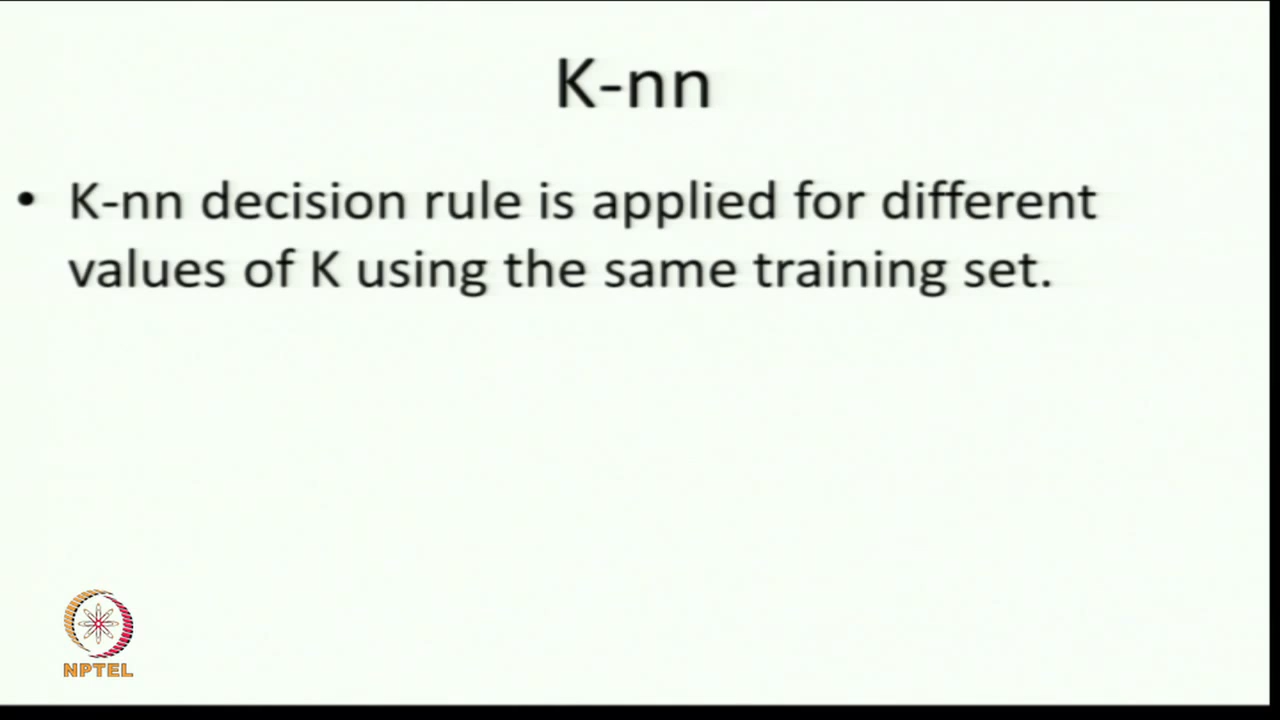 K-nn
• K-nn decision rule is applied for different
values of K using the same training set.
NPTEL